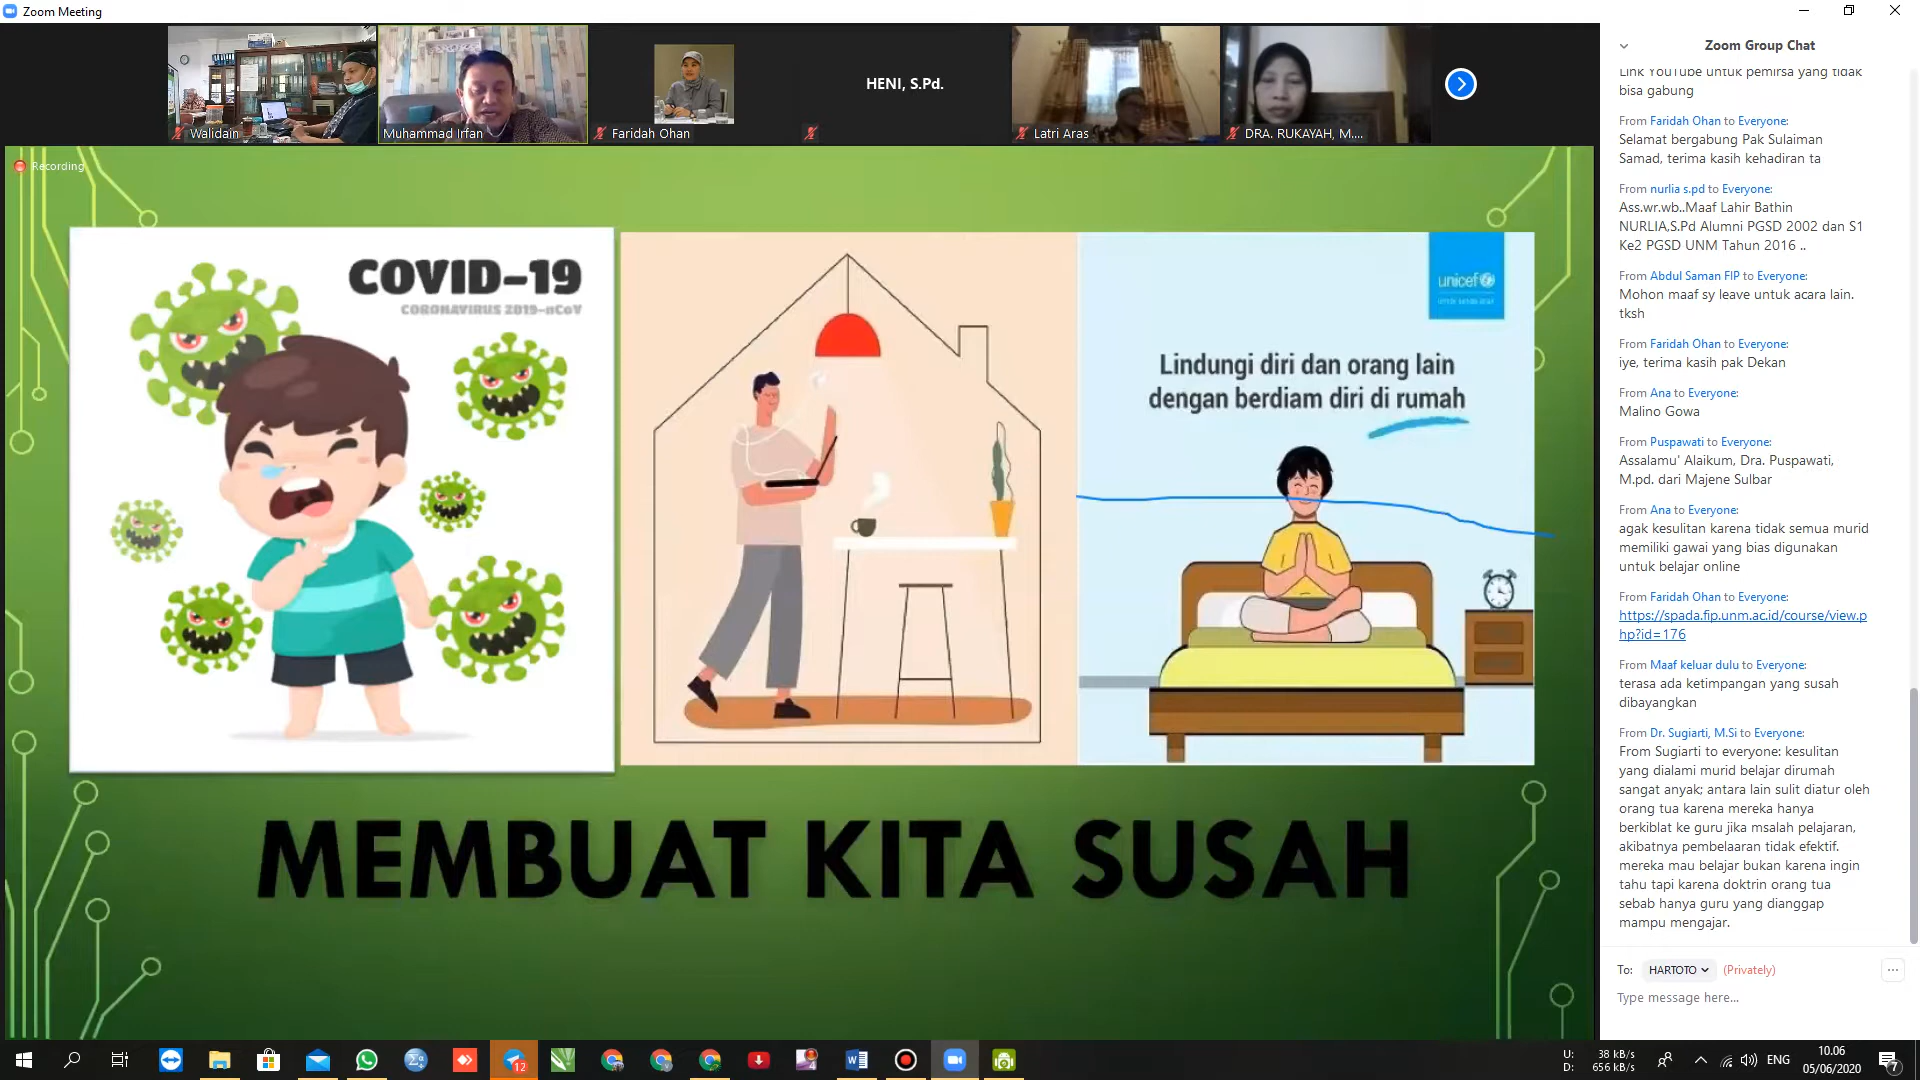 Zoom Meeting
Walidain
Muhammad Irfan
Faridah Ohan
HENI, S.Pd.
Latri Aras
DRA. RUKAYAH, M....
Recording
COVID-19
CORONAVIRUS 2019-nCoV
unicef
Lindungi diri dan orang lain
dengan berdiam diri di rumah
MEMBUAT KITA SUSAH
Zoom Group Chat
Link YouTube untuk pemirsa yang tidak
bisa gabung
From Faridah Ohan to Everyone:
Selamat bergabung Pak Sulaiman
Samad, terima kasih kehadiran ta
From nurlia s.pd to Everyone:
Ass.wr.wb..Maaf Lahir Bathin
NURLIA,S.Pd Alumni PGSD 2002 dan S1
Ke2 PGSD UNM Tahun 2016 ..
From Abdul Saman FIP to Everyone:
Mohon maaf sy leave untuk acara lain.
tksh
From Faridah Ohan to Everyone:
iye, terima kasih pak Dekan
From Ana to Everyone:
Malino Gowa
From Puspawati to Everyone:
Assalamu' Alaikum, Dra. Puspawati,
M.pd. dari Majene Sulbar
From Ana to Everyone:
agak kesulitan karena tidak semua murid
memiliki gawai yang bias digunakan
untuk belajar online
From Faridah Ohan to Everyone:
https://spada.fip.unm.ac.id/course/view.p
hp?id=176
From Maaf keluar dulu to Everyone:
terasa ada ketimpangan yang susah
dibayangkan
From Dr. Sugiarti, M.Si to Everyone:
From Sugiarti to everyone: kesulitan
yang dialami murid belajar dirumah
sangat anyak; antara lain sulit diatur oleh
orang tua karena mereka hanya
berkiblat ke guru jika msalah pelajaran,
akibatnya pembelaaran tidak efektif.
mereka mau belajar bukan karena ingin
tahu tapi karena doktrin orang tua
sebab hanya guru yang dianggap
mampu mengajar.
To: HARTOTO (Privately)
Type message here...
12
U: 38 kB/s
D: 656 kB/s
ENG
10.06
05/06/2020
7